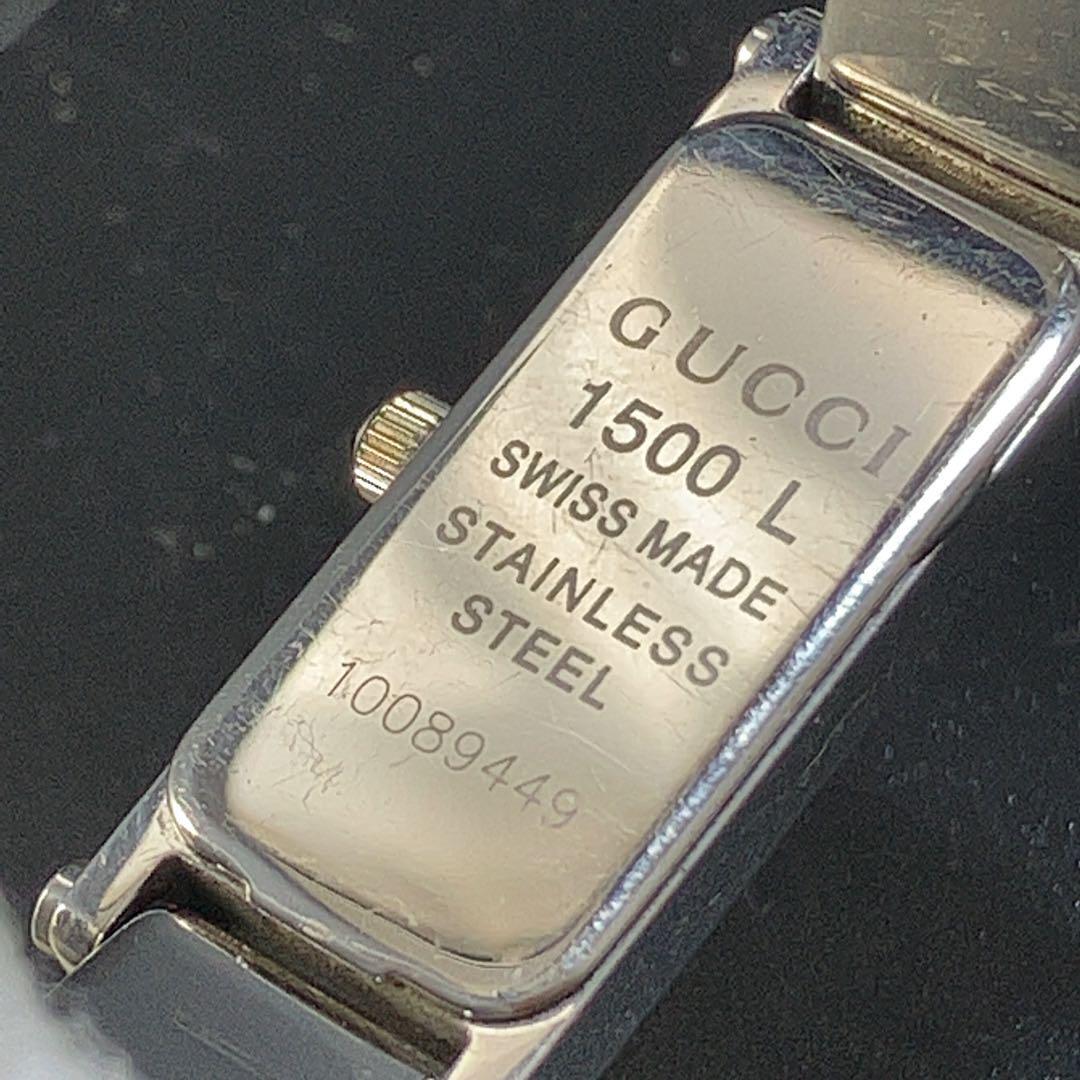 GUCCI
1500 L
SWISS MADE
STAINLESS
STEEL
10089449